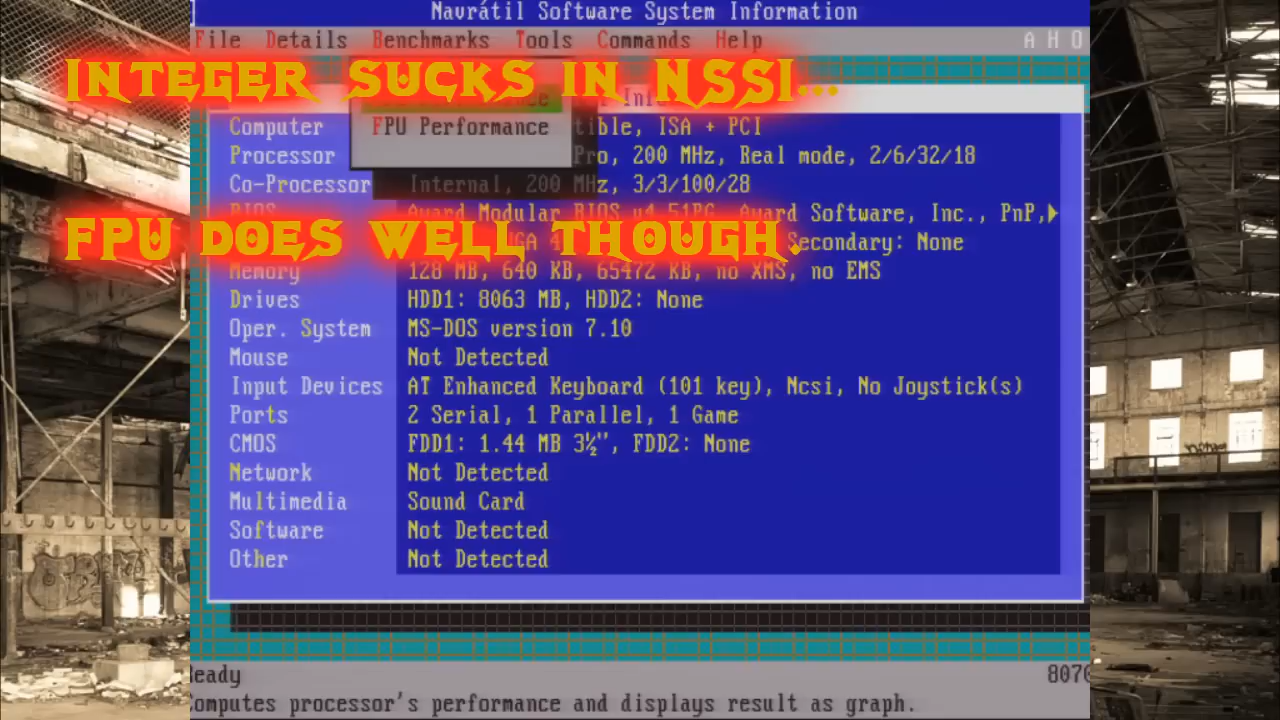 Navrátil Software System Information
File Details Benchmarks Tools Commands Help A H O
INTEGER SUCKS IN NSSI...
Computer tible, ISA + PCI
FPU Performance
Processor Pro, 200 MHz, Real mode, 2/6/32/18
Co-Processor Internal, 200 MHz, 3/3/100/28
BIOS Award Modular BIOS v4.51PG, Award Software, Inc., PnP,
FPU DOES WELL THOUGH.
Secondary: None
Memory 128 MB, 640 KB, 65472 KB, no XMS, no EMS
Drives HDD1: 8063 MB, HDD2: None
Oper. System MS-DOS version 7.10
Mouse Not Detected
Input Devices AT Enhanced Keyboard (101 key), Ncsi, No Joystick(s)
Ports 2 Serial, 1 Parallel, 1 Game
CMOS FDD1: 1.44 MB 3½", FDD2: None
Network Not Detected
Multimedia Sound Card
Software Not Detected
Other Not Detected
Ready 8070
Computes processor's performance and displays result as graph.